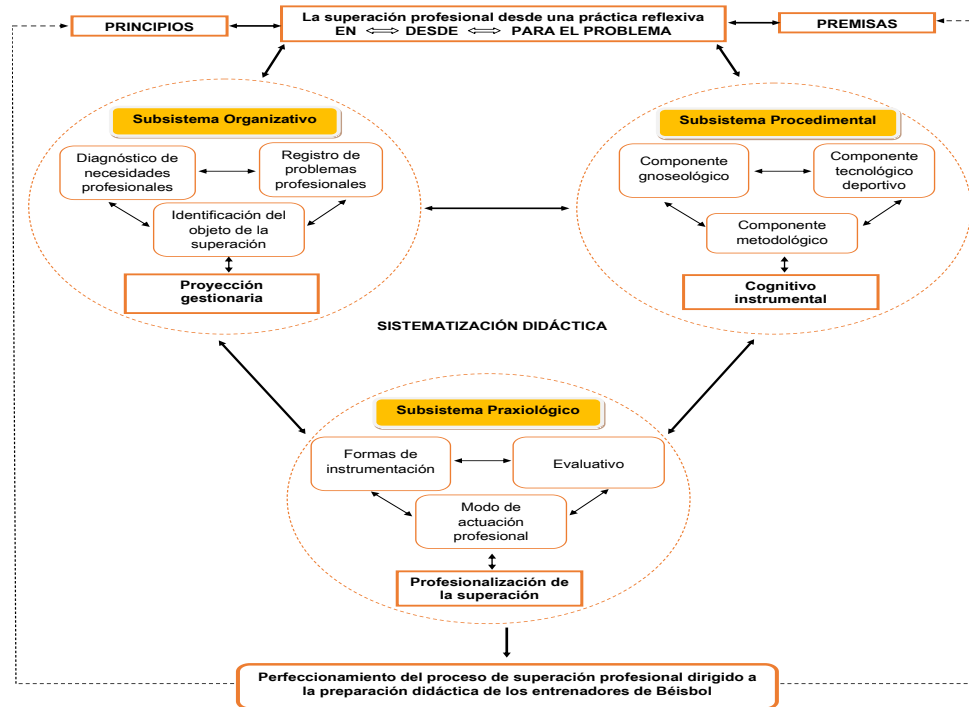 La superación profesional desde una práctica reflexiva
EN DESDE PARA EL PROBLEMA
PRINCIPIOS
PREMISAS
Subsistema Organizativo
Diagnóstico de
necesidades
profesionales
Registro de
problemas
profesionales
Identificación del
objeto de la
superación
Proyección
gestionaria
Subsistema Procedimental
Componente
gnoseológico
Componente
tecnológico
deportivo
Componente
metodológico
Cognitivo
instrumental
SISTEMATIZACIÓN DIDÁCTICA
Subsistema Praxiológico
Formas de
instrumentación
Evaluativo
Modo de
actuación
profesional
Profesionalización de
la superación
Perfeccionamiento del proceso de superación profesional dirigido a
la preparación didáctica de los entrenadores de Béisbol